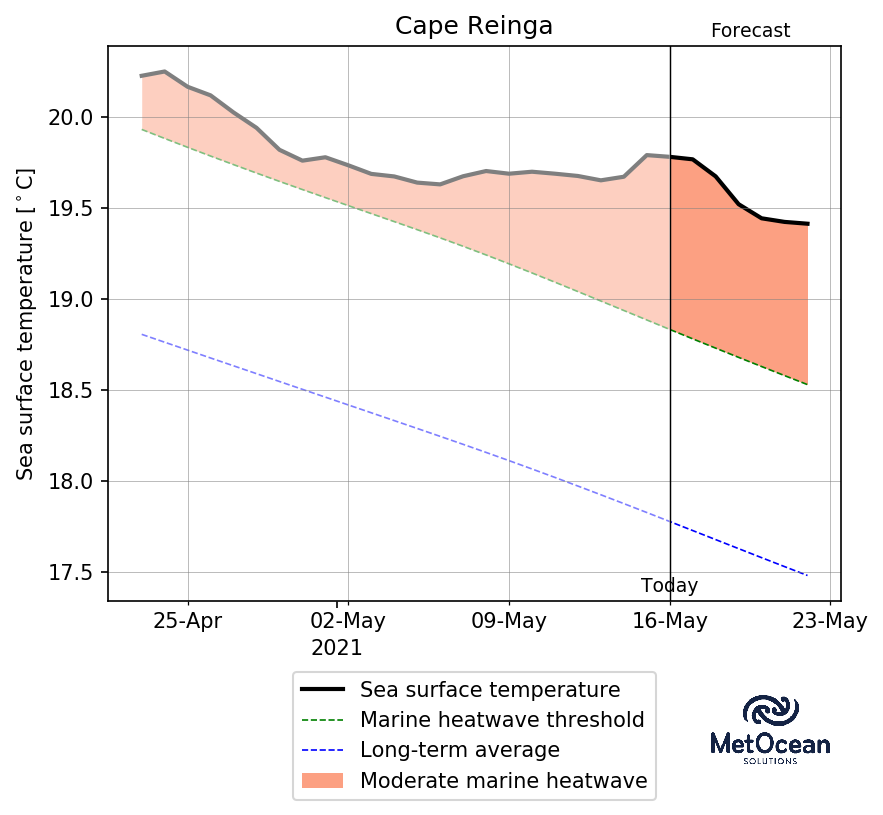 Cape Reinga
Forecast
Sea surface temperature [°C]
20.0
19.5
19.0
18.5
18.0
17.5
Today
25-Apr
02-May
09-May
16-May
23-May
2021
Sea surface temperature
Marine heatwave threshold
Long-term average
Moderate marine heatwave
MetOcean
SOLUTIONS